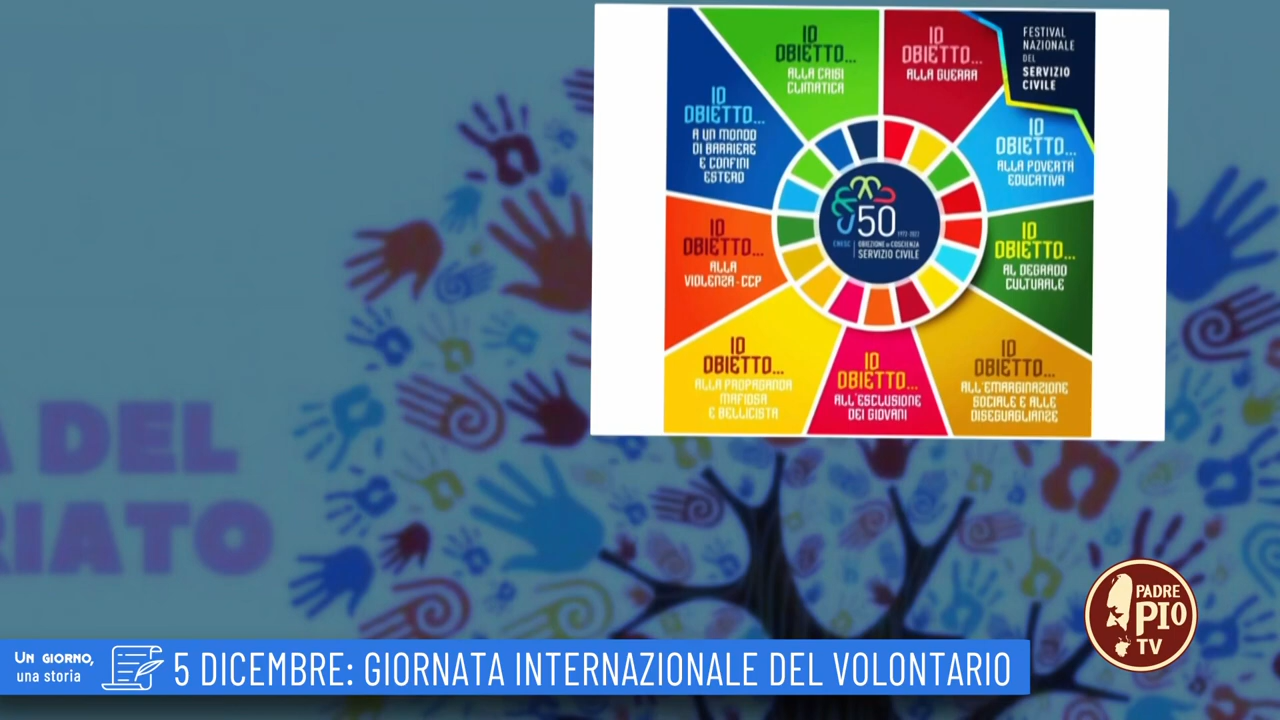 IO
OBIETTO...
ALLA CRISI
CLIMATICA
IO
OBIETTO...
ALLA GUERRA
FESTIVAL
NAZIONALE
DEL
SERVIZIO
CIVILE
IO
OBIETTO...
A UN MONDO
DI BARRIERE
E CONFINI
ESTERO
IO
OBIETTO...
ALLA POVERTÀ
EDUCATIVA
50
1972-2022
CNESC
OBIEZIONE DI COSCIENZA
SERVIZIO CIVILE
IO
OBIETTO...
ALLA
VIOLENZA-CCP
IO
OBIETTO...
AL DEGRADO
CULTURALE
IO
OBIETTO...
ALLA PROPAGANDA
MAFIOSA
E BELLICISTA
IO
OBIETTO...
ALL'ESCLUSIONE
DEI GIOVANI
IO
OBIETTO...
ALL'EMARGINAZIONE
SOCIALE E ALLE
DISEGUAGLIANZE
A DEL
RIATO
PADRE
PIO
TV
UN GIORNO,
una storia
5 DICEMBRE: GIORNATA INTERNAZIONALE DEL VOLONTARIO